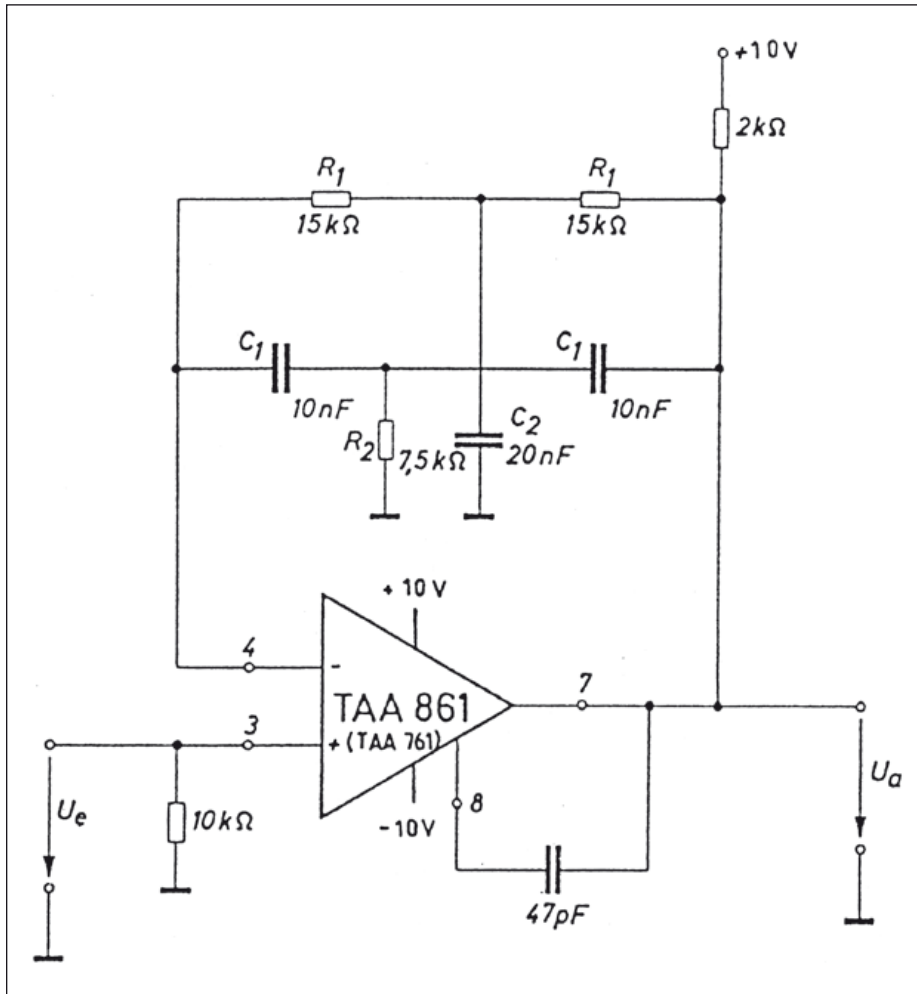 +10V
2kΩ
R1
15kΩ
R1
15kΩ
C1
10nF
C1
10nF
R2
7,5kΩ
C2
20nF
+10V
4
-
7
TAA 861
3
+ (TAA 761)
8
-10V
Ue
10kΩ
Ua
47pF